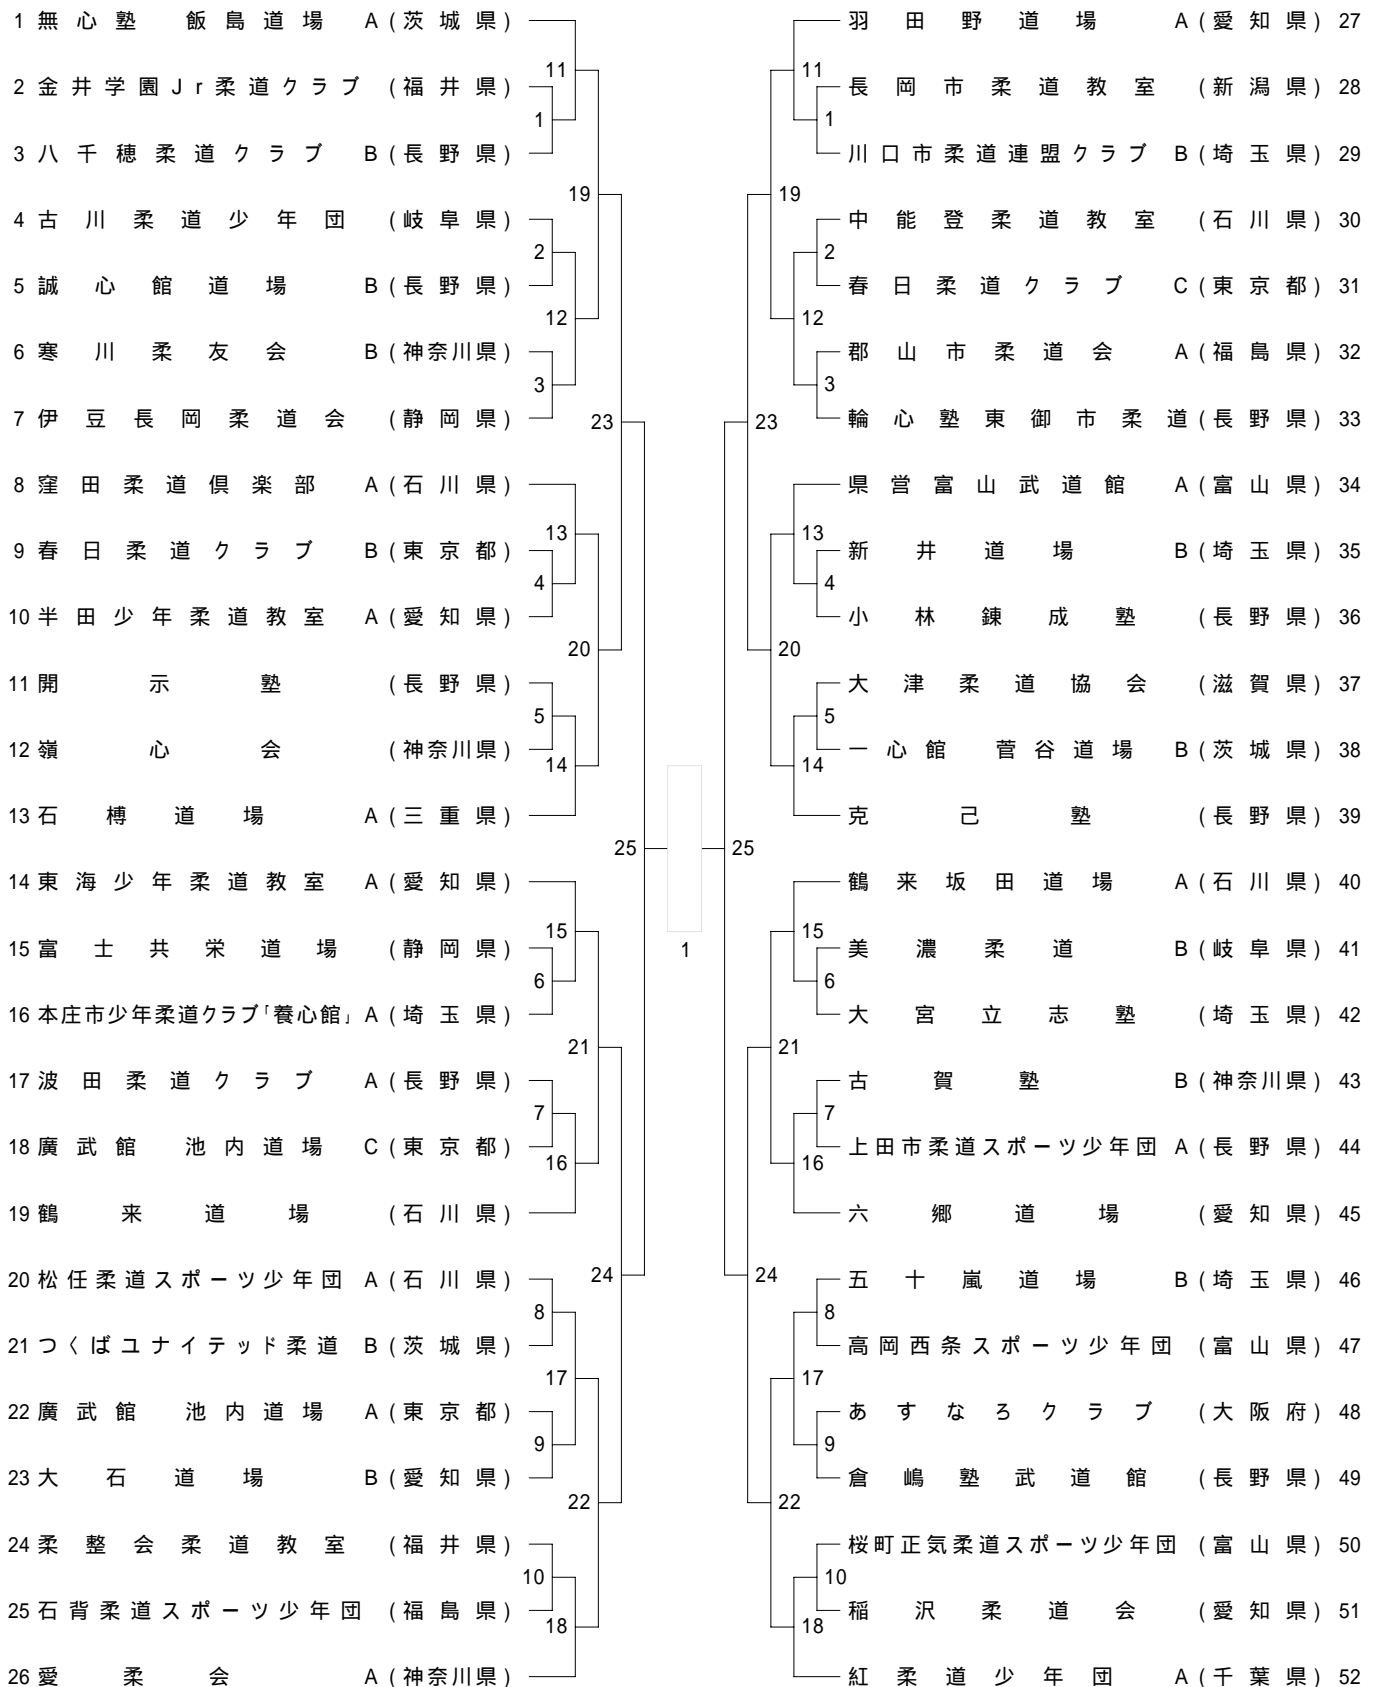 1 無心塾 飯島道場 A (茨城県)
2 金井学園Jr柔道クラブ (福井県)
3 八千穂柔道クラブ B (長野県)
4 古川柔道少年団 (岐阜県)
5 誠心館道場 B (長野県)
6 寒川柔友会 B (神奈川県)
7 伊豆長岡柔道会 (静岡県)
8 窪田柔道倶楽部 A (石川県)
9 春日柔道クラブ B (東京都)
10 半田少年柔道教室 A (愛知県)
11 開示塾 (長野県)
12 嶺心会 (神奈川県)
13 石榑道場 A (三重県)
14 東海少年柔道教室 A (愛知県)
15 富士共栄道場 (静岡県)
16 本庄市少年柔道クラブ「養心館」 A (埼玉県)
17 波田柔道クラブ A (長野県)
18 廣武館 池内道場 C (東京都)
19 鶴来道場 (石川県)
20 松任柔道スポーツ少年団 A (石川県)
21 つくばユナイテッド柔道 B (茨城県)
22 廣武館 池内道場 A (東京都)
23 大石道場 B (愛知県)
24 柔整会柔道教室 (福井県)
25 石背柔道スポーツ少年団 (福島県)
26 愛柔会 A (神奈川県)
11
1
19
2
12
3
23
13
4
20
5
14
25
15
6
21
7
16
24
8
17
9
22
10
18
1
羽田野道場 A (愛知県) 27
長岡市柔道教室 (新潟県) 28
川口市柔道連盟クラブ B (埼玉県) 29
中能登柔道教室 (石川県) 30
春日柔道クラブ C (東京都) 31
郡山市柔道会 A (福島県) 32
輪心塾東御市柔道 (長野県) 33
県営富山武道館 A (富山県) 34
新井道場 B (埼玉県) 35
小林錬成塾 (長野県) 36
大津柔道協会 (滋賀県) 37
一心館 菅谷道場 B (茨城県) 38
克己塾 (長野県) 39
鶴来坂田道場 A (石川県) 40
美濃柔道 B (岐阜県) 41
大宮立志塾 (埼玉県) 42
古賀塾 B (神奈川県) 43
上田市柔道スポーツ少年団 A (長野県) 44
六郷道場 (愛知県) 45
五十嵐道場 B (埼玉県) 46
高岡西条スポーツ少年団 (富山県) 47
あすなろクラブ (大阪府) 48
倉嶋塾武道館 (長野県) 49
桜町正気柔道スポーツ少年団 (富山県) 50
稲沢柔道会 (愛知県) 51
紅柔道少年団 A (千葉県) 52
11
1
19
2
12
3
23
13
4
20
5
14
25
15
6
21
7
16
24
8
17
9
22
10
18